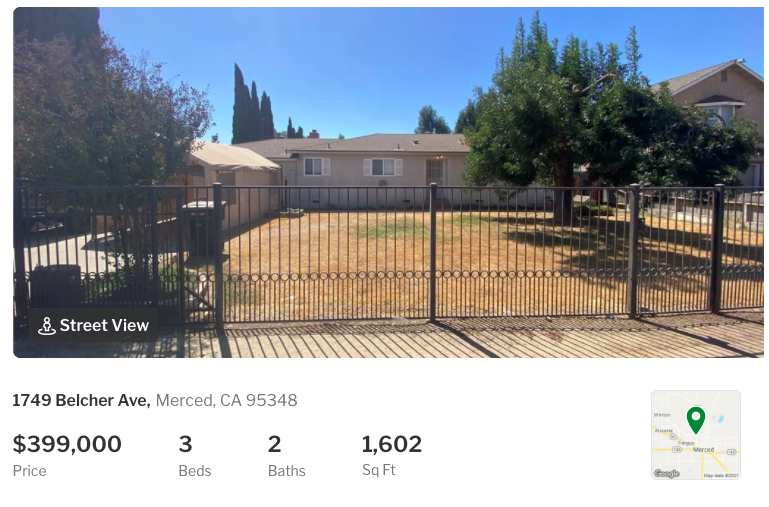 Street View
1749 Belcher Ave, Merced, CA 95348
$399,000
Price
3
Beds
2
Baths
1,602
Sq Ft
Winton
Atwater
Fergus
Merced
140
Google
Map data ©2021